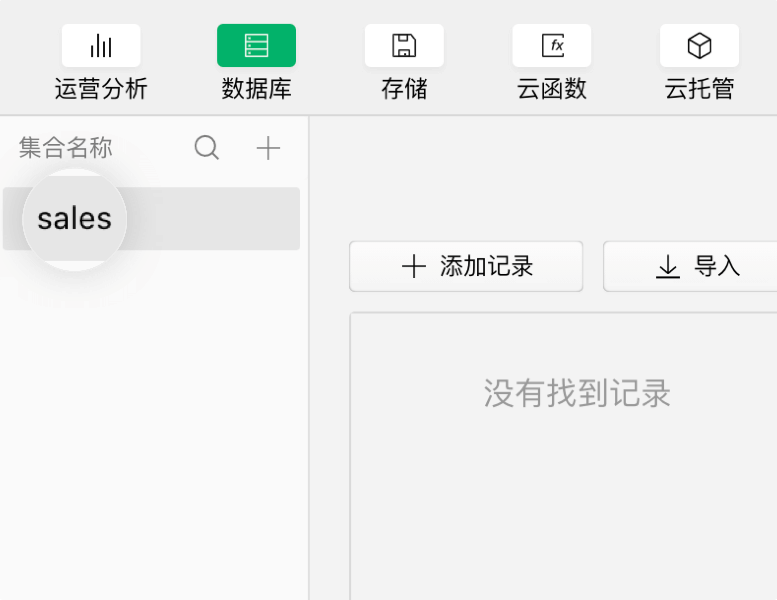 运营分析 数据库 存储 云函数 云托管
集合名称
sales
添加记录 导入
没有找到记录